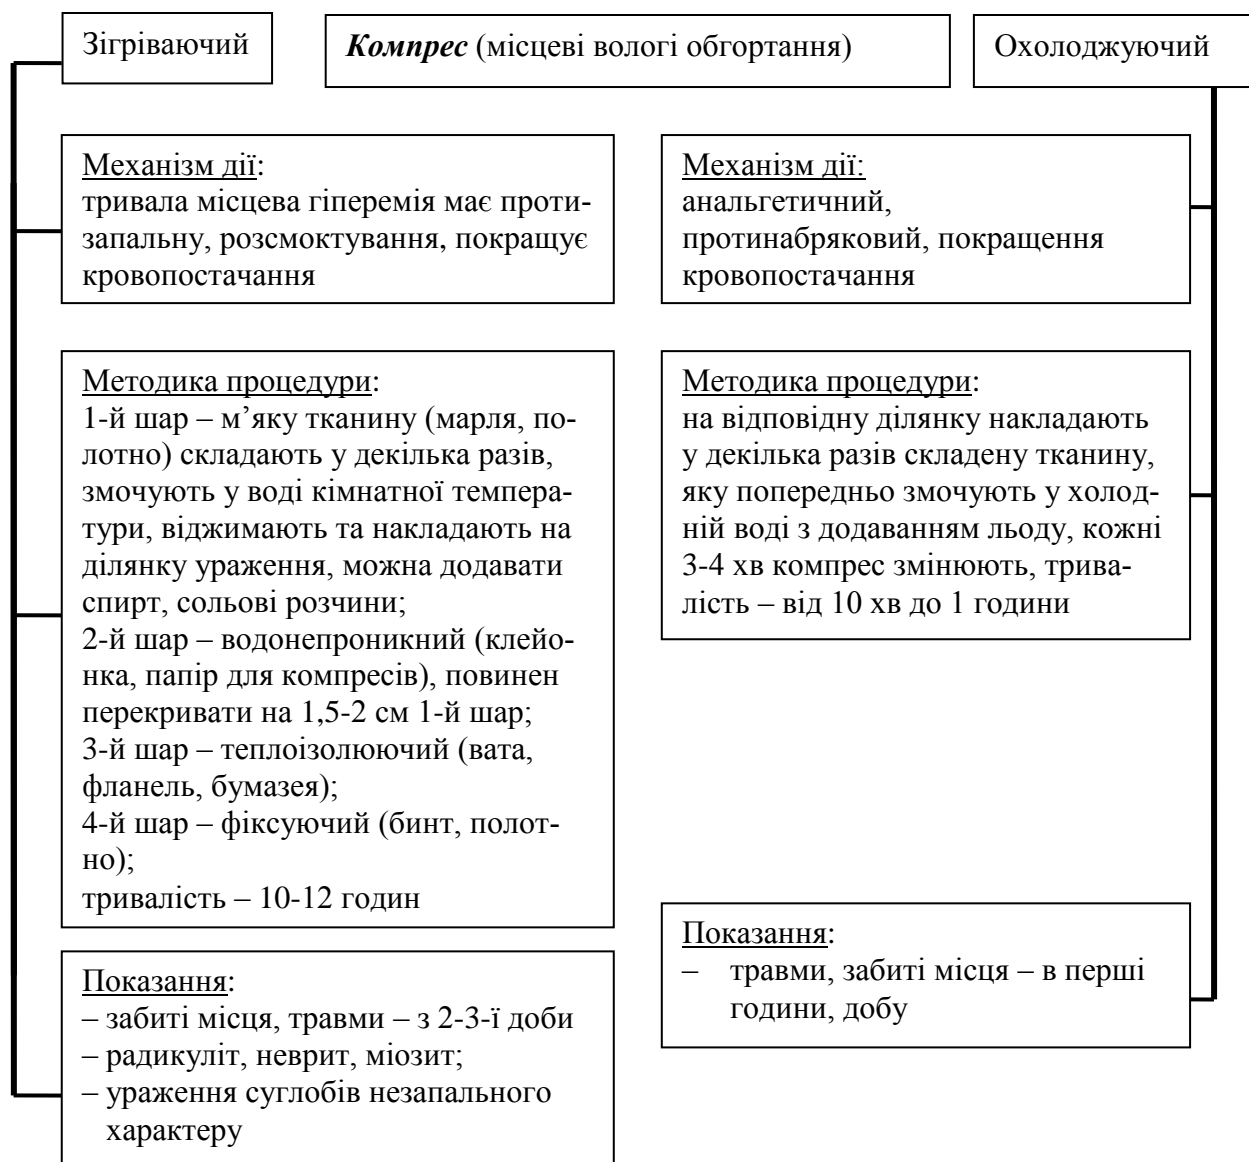 Зігріваючий
Компрес (місцеві вологі обгортання)
Охолоджуючий
Механізм дії:
тривала місцева гіперемія має проти-
запальну, розсмоктування, покращує
кровопостачання
Методика процедури:
1-й шар – м’яку тканину (марля, по-
лотно) складають у декілька разів,
змочують у воді кімнатної темпера-
тури, віджимають та накладають на
ділянку ураження, можна додавати
спирт, сольові розчини;
2-й шар – водонепроникний (клейо-
нка, папір для компресів), повинен
перекривати на 1,5-2 см 1-й шар;
3-й шар – теплоізолюючий (вата,
фланель, бумазея);
4-й шар – фіксуючий (бинт, полот-
но);
тривалість – 10-12 годин
Показання:
– забиті місця, травми – з 2-3-ї доби
– радикуліт, неврит, міозит;
– ураження суглобів незапального
характеру
Механізм дії:
анальгетичний,
протинабряковий, покращення
кровопостачання
Методика процедури:
на відповідну ділянку накладають
у декілька разів складену тканину,
яку попередньо змочують у холод-
ній воді з додаванням льоду, кожні
3-4 хв компрес змінюють, трива-
лість – від 10 хв до 1 години
Показання:
– травми, забиті місця – в перші
години, добу